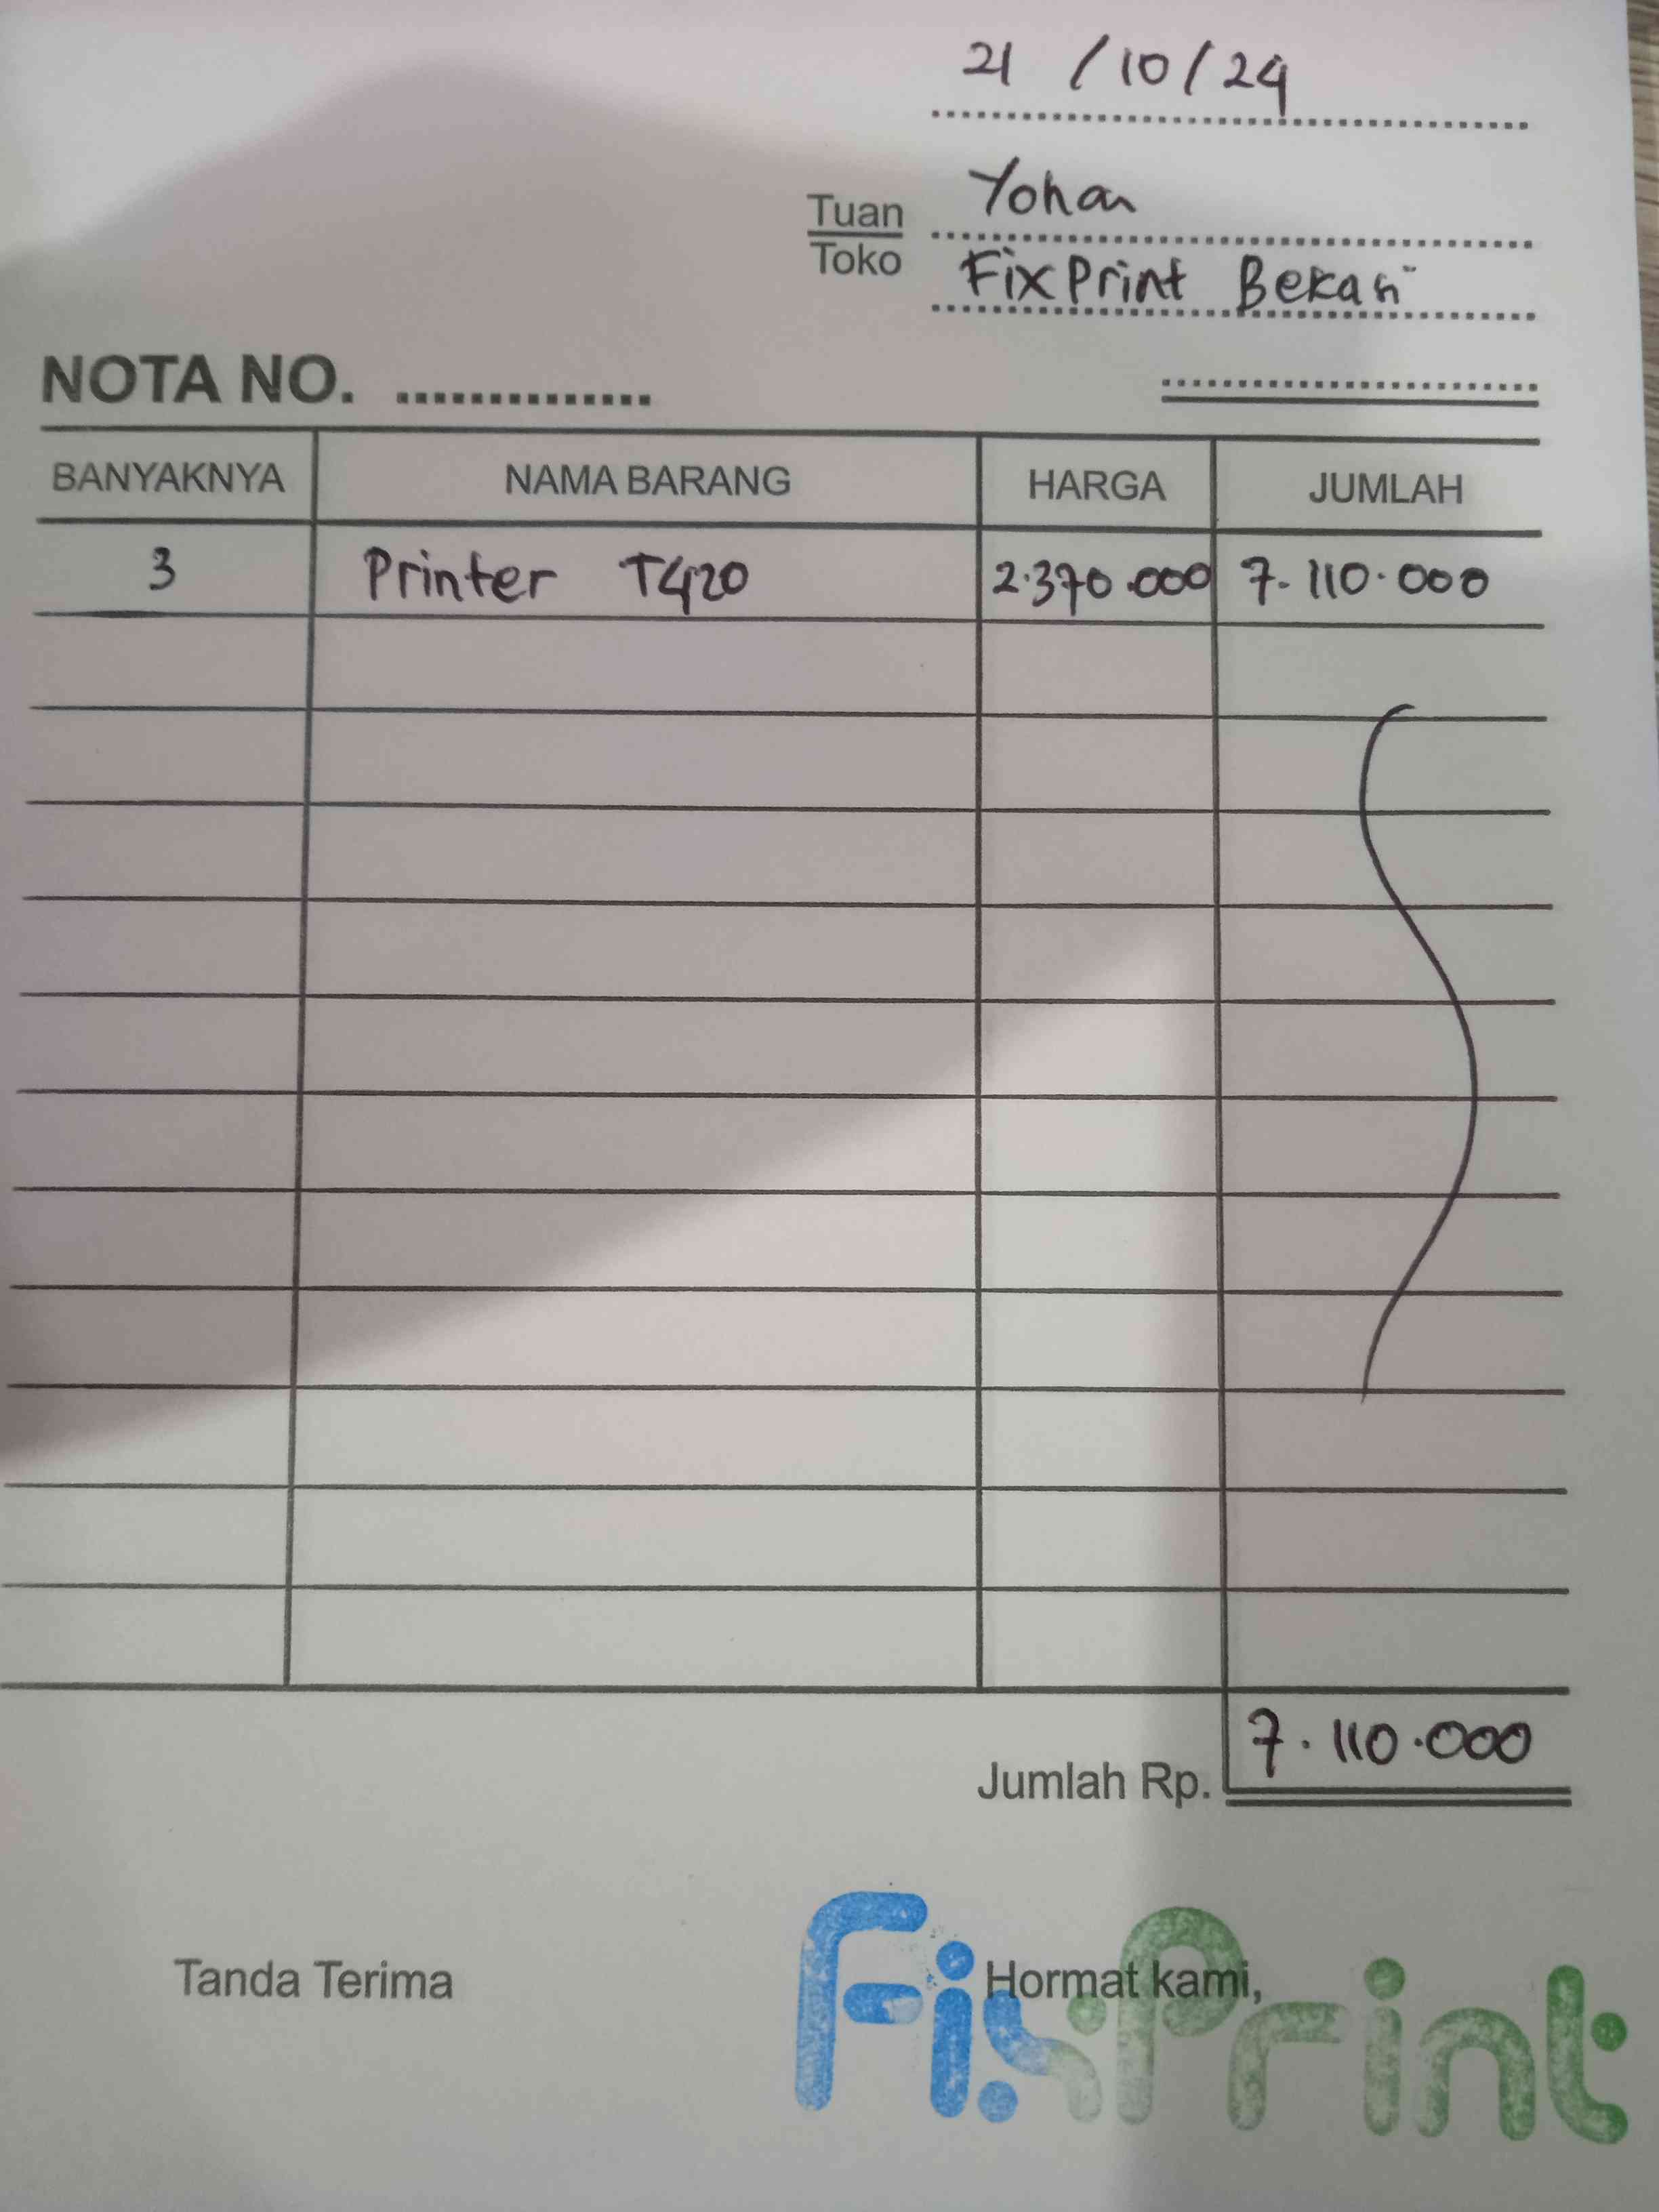 21 / 10 / 24
Tuan Yohan
Toko FixPrint Bekasi
NOTA NO. ..............
BANYAKNYA NAMA BARANG HARGA JUMLAH
3 Printer T420 2.370.000 7.110.000
Jumlah Rp. 7.110.000
Tanda Terima Hormat kami,
FixPrint